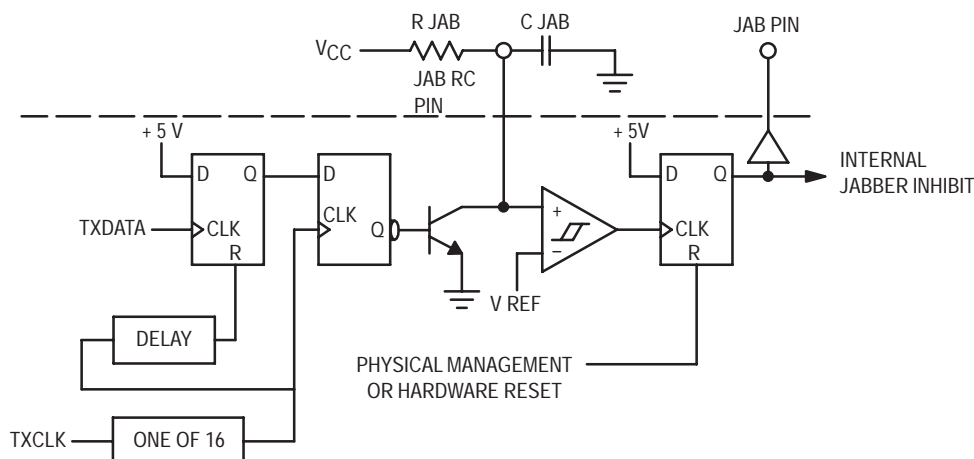 R JAB
C JAB
JAB PIN
VCC
JAB RC
PIN
+ 5 V
+ 5V
D
Q
D
D
Q
INTERNAL
JABBER INHIBIT
TXDATA
CLK
CLK
Q
+
CLK
R
−
R
V REF
DELAY
PHYSICAL MANAGEMENT
OR HARDWARE RESET
TXCLK
ONE OF 16